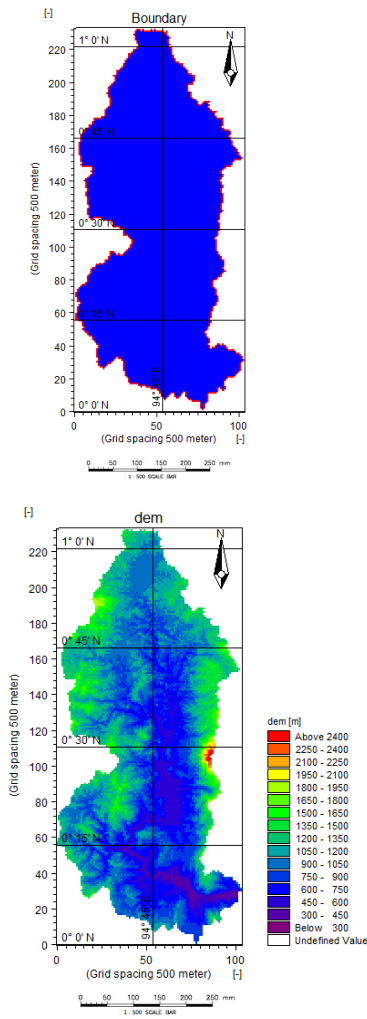 [-]
Boundary
N
220
1° 0' N
200
180
0° 45' N
160
140
120
0° 30' N
100
80
60
0° 15' N
40
20
0
0° 0' N
(Grid spacing 500 meter)
0 50 100
(Grid spacing 500 meter) [-]
0 50 100 150 200 250 mm
1 : 500 SCALE BAR
[-]
dem
N
220
1° 0' N
200
180
0° 45' N
160
140
120
0° 30' N
100
80
60
0° 15' N
40
20
0
0° 0' N
94° 45' E
(Grid spacing 500 meter)
0 50 100
(Grid spacing 500 meter) [-]
0 50 100 150 200 250 mm
1 : 500 SCALE BAR
dem [m]
Above 2400
2250 - 2400
2100 - 2250
1950 - 2100
1800 - 1950
1650 - 1800
1500 - 1650
1350 - 1500
1200 - 1350
1050 - 1200
900 - 1050
750 - 900
600 - 750
450 - 600
300 - 450
Below 300
Undefined Value